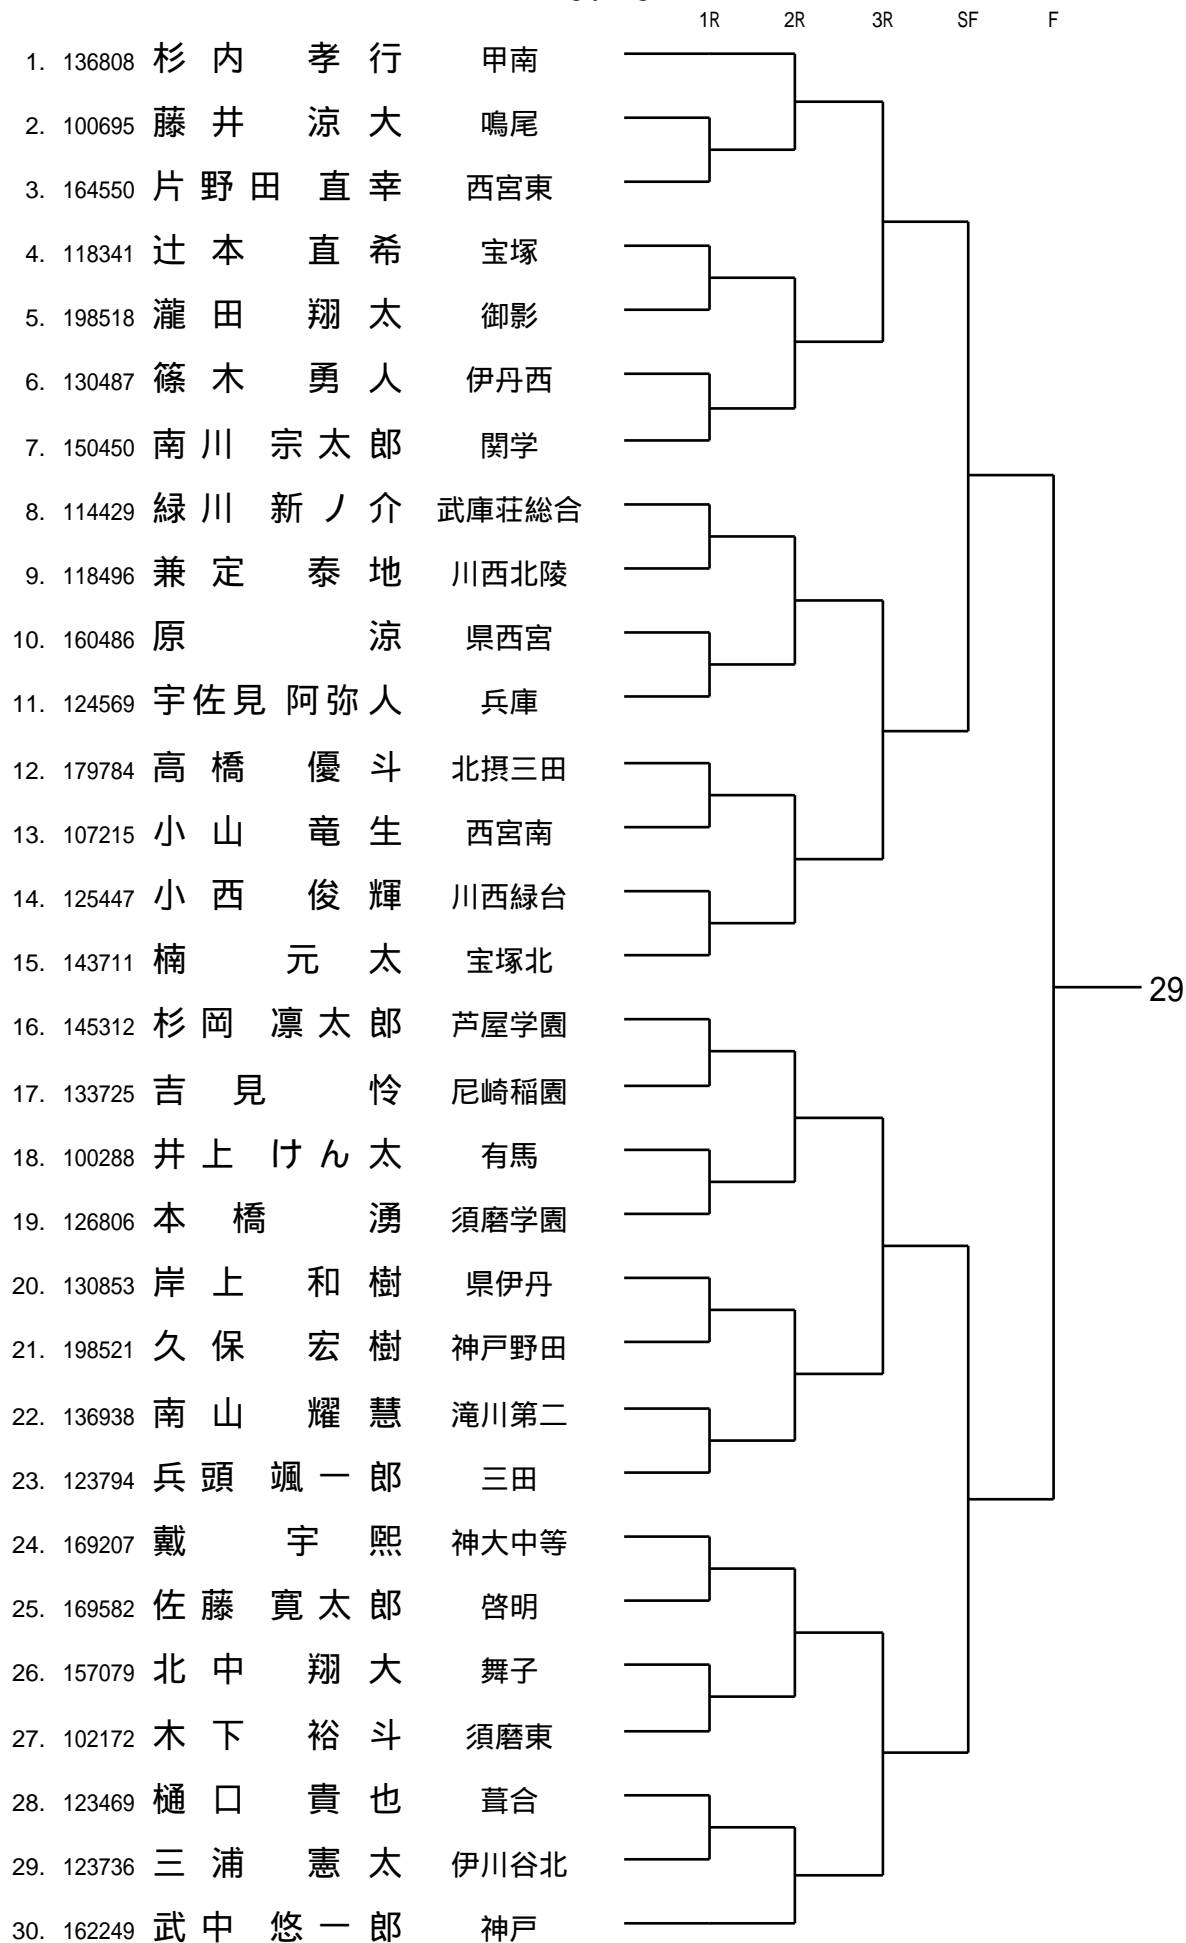 1R 2R 3R SF F
1. 136808 杉内 孝行 甲南
2. 100695 藤井 涼大 鳴尾
3. 164550 片野田 直幸 西宮東
4. 118341 辻本 直希 宝塚
5. 198518 瀧田 翔太 御影
6. 130487 篠木 勇人 伊丹西
7. 150450 南川 宗太郎 関学
8. 114429 緑川 新ノ介 武庫荘総合
9. 118496 兼定 泰地 川西北陵
10. 160486 原 涼 県西宮
11. 124569 宇佐見 阿弥人 兵庫
12. 179784 高橋 優斗 北摂三田
13. 107215 小山 竜生 西宮南
14. 125447 小西 俊輝 川西緑台
15. 143711 楠 元太 宝塚北
29
16. 145312 杉岡 凛太郎 芦屋学園
17. 133725 吉見 怜 尼崎稲園
18. 100288 井上 けん太 有馬
19. 126806 本橋 湧 須磨学園
20. 130853 岸上 和樹 県伊丹
21. 198521 久保 宏樹 神戸野田
22. 136938 南山 耀慧 滝川第二
23. 123794 兵頭 颯一郎 三田
24. 169207 戴 宇熙 神大中等
25. 169582 佐藤 寛太郎 啓明
26. 157079 北中 翔大 舞子
27. 102172 木下 裕斗 須磨東
28. 123469 樋口 貴也 葺合
29. 123736 三浦 憲太 伊川谷北
30. 162249 武中 悠一郎 神戸